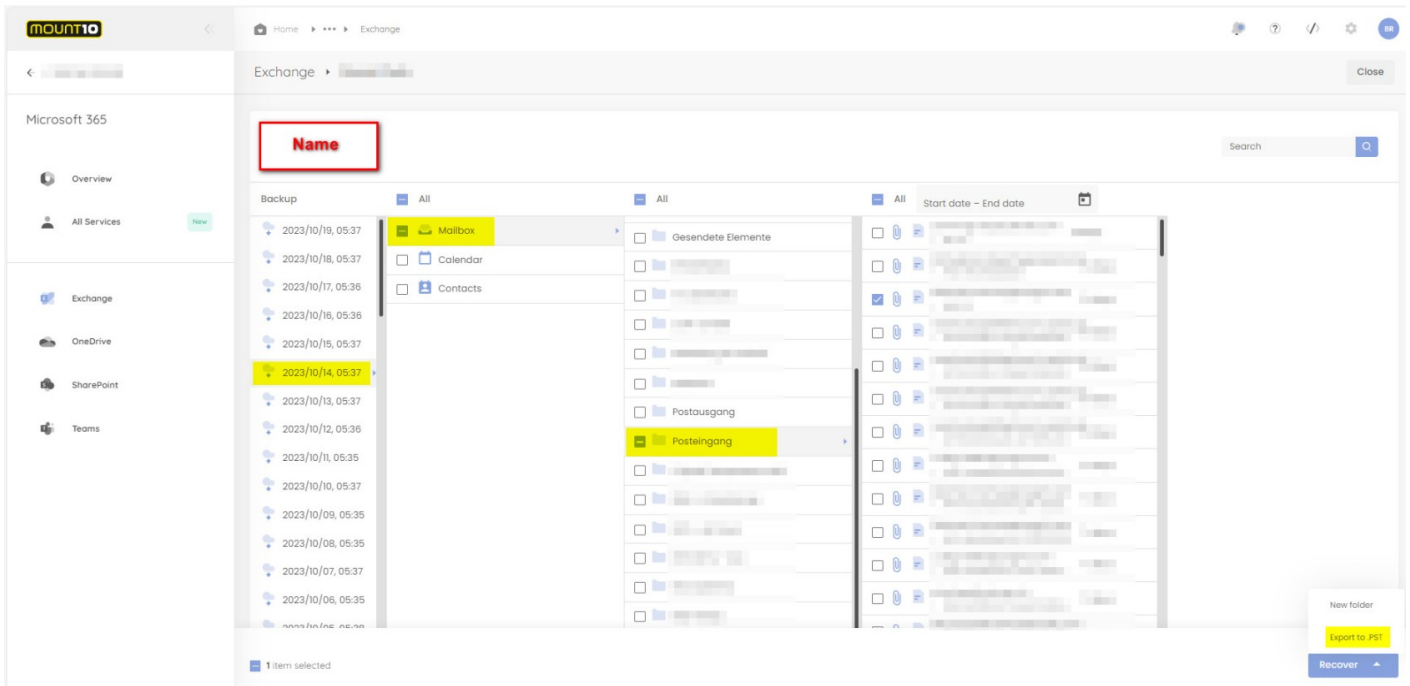 MOUNT10
Home ••• Exchange
? </> BR
Exchange
Close
Microsoft 365
Overview
All Services New
Exchange
OneDrive
SharePoint
Teams
Name
Search
Backup
2023/10/19, 05:37
2023/10/18, 05:37
2023/10/17, 05:36
2023/10/16, 05:36
2023/10/15, 05:37
2023/10/14, 05:37
2023/10/13, 05:37
2023/10/12, 05:36
2023/10/11, 05:35
2023/10/10, 05:37
2023/10/09, 05:35
2023/10/08, 05:35
2023/10/07, 05:37
2023/10/06, 05:35
All
Mailbox
Calendar
Contacts
All
Gesendete Elemente
Postausgang
Posteingang
All Start date – End date
New folder
Export to .PST
1 item selected
Recover